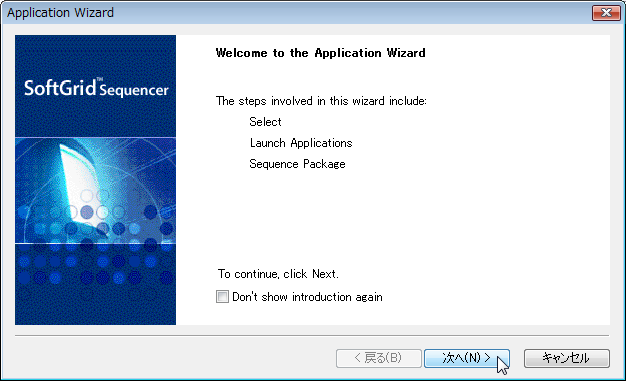 Application Wizard
SoftGrid™ Sequencer
Welcome to the Application Wizard
The steps involved in this wizard include:
Select
Launch Applications
Sequence Package
To continue, click Next.
Don't show introduction again
< 戻る(B)
次へ(N) >
キャンセル